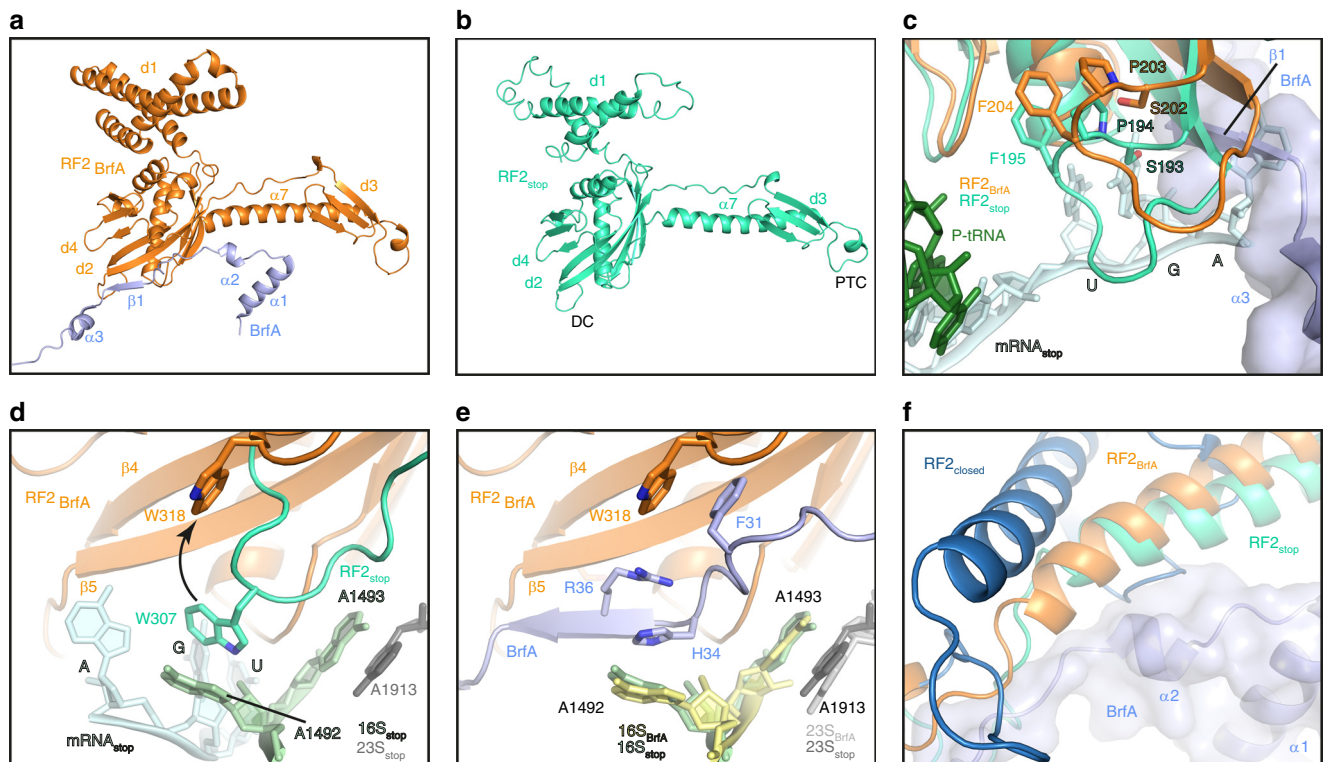 a
d1
RF2 BrfA
d3
α7
d4
d2
α2
β1
α1
α3
BrfA
b
d1
RF2stop
α7
d3
d4
d2
PTC
DC
c
β1
P203
BrfA
F204
S202
P194
F195
S193
RF2BrfA
RF2stop
P-tRNA
A
G
U
α3
mRNAstop
d
β4
RF2 BrfA
W318
RF2stop
β5
A1493
W307
G
A
U
A1913
A1492
16Sstop
mRNAstop
23Sstop
e
β4
RF2 BrfA
W318
F31
β5
R36
A1493
BrfA
H34
A1492
A1913
16SBrfA
23SBrfA
16Sstop
23Sstop
f
RF2closed
RF2BrfA
RF2stop
α2
BrfA
α1